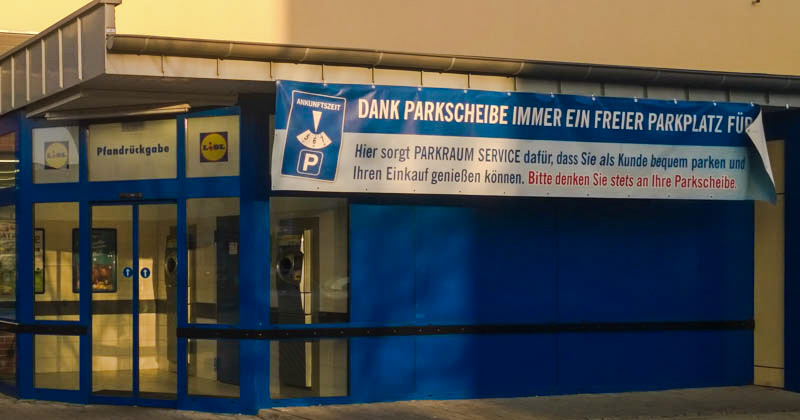 ANKUNFTSZEIT
P
DANK PARKSCHEIBE IMMER EIN FREIER PARKPLATZ FÜR
Hier sorgt PARKRAUM SERVICE dafür, dass Sie als Kunde bequem parken und
Ihren Einkauf genießen können. Bitte denken Sie stets an Ihre Parkscheibe.
LIDL
Pfandrückgabe
LIDL